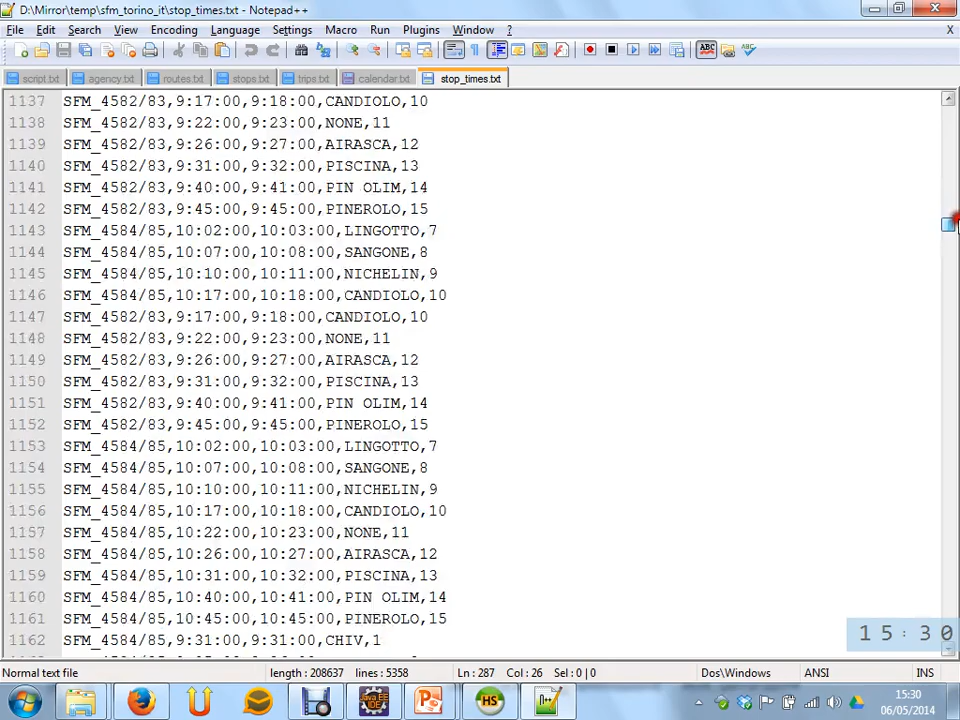 D:\Mirror\temp\sfm_torino_it\stop_times.txt - Notepad++
File Edit Search View Encoding Language Settings Macro Run Plugins Window ? X
script.txt agency.txt routes.txt stops.txt trips.txt calendar.txt stop_times.txt
1137 SFM_4582/83,9:17:00,9:18:00,CANDIOLO,10
1138 SFM_4582/83,9:22:00,9:23:00,NONE,11
1139 SFM_4582/83,9:26:00,9:27:00,AIRASCA,12
1140 SFM_4582/83,9:31:00,9:32:00,PISCINA,13
1141 SFM_4582/83,9:40:00,9:41:00,PIN OLIM,14
1142 SFM_4582/83,9:45:00,9:45:00,PINEROLO,15
1143 SFM_4584/85,10:02:00,10:03:00,LINGOTTO,7
1144 SFM_4584/85,10:07:00,10:08:00,SANGONE,8
1145 SFM_4584/85,10:10:00,10:11:00,NICHELIN,9
1146 SFM_4584/85,10:17:00,10:18:00,CANDIOLO,10
1147 SFM_4582/83,9:17:00,9:18:00,CANDIOLO,10
1148 SFM_4582/83,9:22:00,9:23:00,NONE,11
1149 SFM_4582/83,9:26:00,9:27:00,AIRASCA,12
1150 SFM_4582/83,9:31:00,9:32:00,PISCINA,13
1151 SFM_4582/83,9:40:00,9:41:00,PIN OLIM,14
1152 SFM_4582/83,9:45:00,9:45:00,PINEROLO,15
1153 SFM_4584/85,10:02:00,10:03:00,LINGOTTO,7
1154 SFM_4584/85,10:07:00,10:08:00,SANGONE,8
1155 SFM_4584/85,10:10:00,10:11:00,NICHELIN,9
1156 SFM_4584/85,10:17:00,10:18:00,CANDIOLO,10
1157 SFM_4584/85,10:22:00,10:23:00,NONE,11
1158 SFM_4584/85,10:26:00,10:27:00,AIRASCA,12
1159 SFM_4584/85,10:31:00,10:32:00,PISCINA,13
1160 SFM_4584/85,10:40:00,10:41:00,PIN OLIM,14
1161 SFM_4584/85,10:45:00,10:45:00,PINEROLO,15
1162 SFM_4584/85,9:31:00,9:31:00,CHIV,1
15:30
Normal text file length : 208637 lines : 5358 Ln : 287 Col : 26 Sel : 0 | 0 Dos\Windows ANSI INS
15:30
06/05/2014